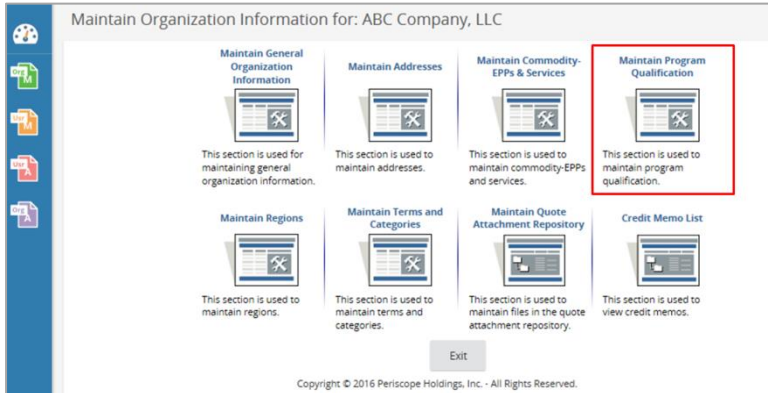 Maintain Organization Information for: ABC Company, LLC
Org
M
Usr
M
Usr
A
Org
A
Maintain General
Organization
Information
This section is used for
maintaining general
organization information.
Maintain Addresses
This section is used to
maintain addresses.
Maintain Commodity-
EPPs & Services
This section is used to
maintain commodity-EPPs
and services.
Maintain Program
Qualification
This section is used to
maintain program
qualification.
Maintain Regions
This section is used to
maintain regions.
Maintain Terms and
Categories
This section is used to
maintain terms and
categories.
Maintain Quote
Attachment Repository
This section is used to
maintain files in the quote
attachment repository.
Credit Memo List
This section is used to
view credit memos.
Exit
Copyright © 2016 Periscope Holdings, Inc. - All Rights Reserved.